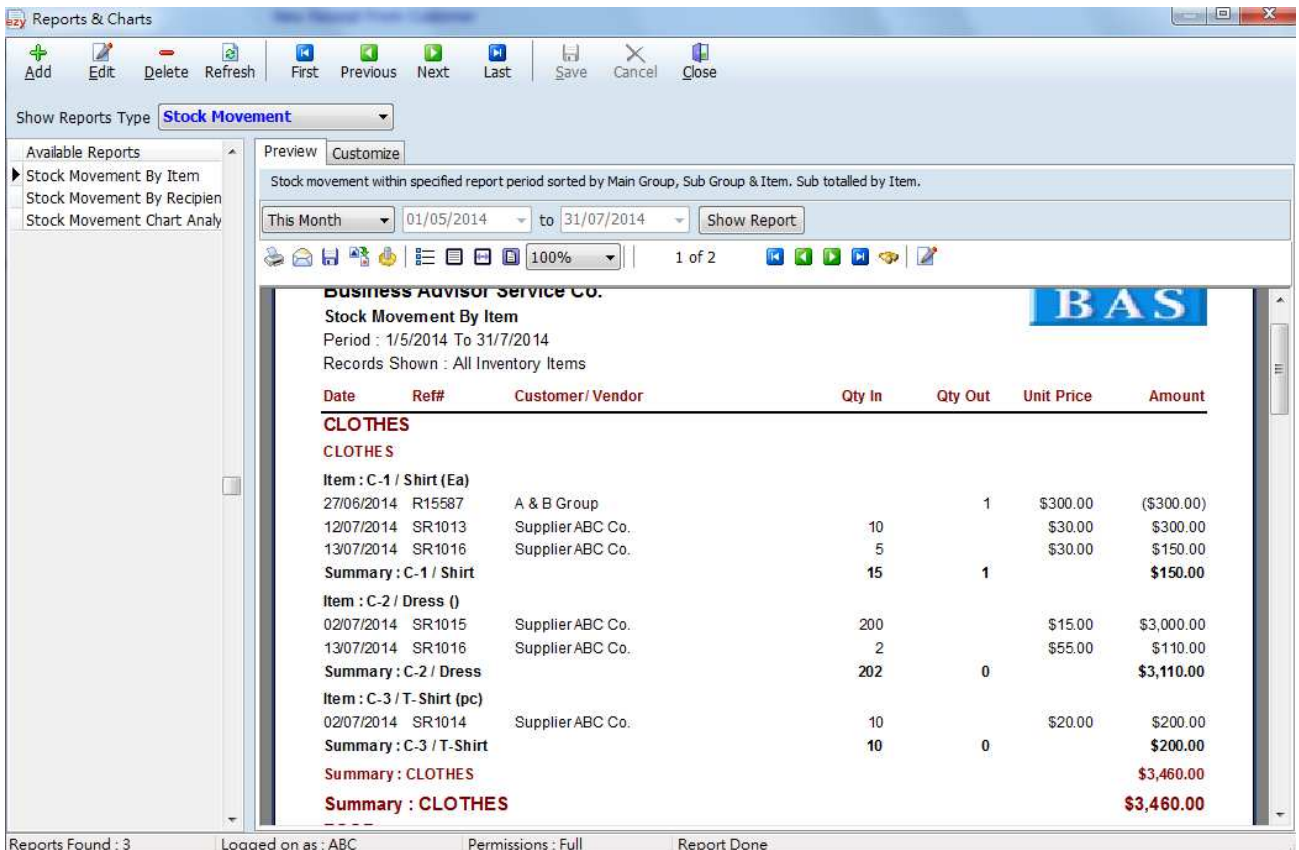 ezy Reports & Charts
Add Edit Delete Refresh First Previous Next Last Save Cancel Close
Show Reports Type Stock Movement
Available Reports
Stock Movement By Item
Stock Movement By Recipien
Stock Movement Chart Analy
Preview Customize
Stock movement within specified report period sorted by Main Group, Sub Group & Item. Sub totalled by Item.
This Month 01/05/2014 to 31/07/2014 Show Report
100% 1 of 2
Business Advisor Service Co.
BAS
Stock Movement By Item
Period : 1/5/2014 To 31/7/2014
Records Shown : All Inventory Items
Date Ref# Customer/ Vendor Qty In Qty Out Unit Price Amount
CLOTHES
CLOTHES
Item : C-1 / Shirt (Ea)
27/06/2014 R15587 A & B Group 1 $300.00 ($300.00)
12/07/2014 SR1013 Supplier ABC Co. 10 $30.00 $300.00
13/07/2014 SR1016 Supplier ABC Co. 5 $30.00 $150.00
Summary : C-1 / Shirt 15 1 $150.00
Item : C-2 / Dress ()
02/07/2014 SR1015 Supplier ABC Co. 200 $15.00 $3,000.00
13/07/2014 SR1016 Supplier ABC Co. 2 $55.00 $110.00
Summary : C-2 / Dress 202 0 $3,110.00
Item : C-3 / T- Shirt (pc)
02/07/2014 SR1014 Supplier ABC Co. 10 $20.00 $200.00
Summary : C-3 / T-Shirt 10 0 $200.00
Summary : CLOTHES $3,460.00
Summary : CLOTHES $3,460.00
Reports Found : 3 Logged on as : ABC Permissions : Full Report Done